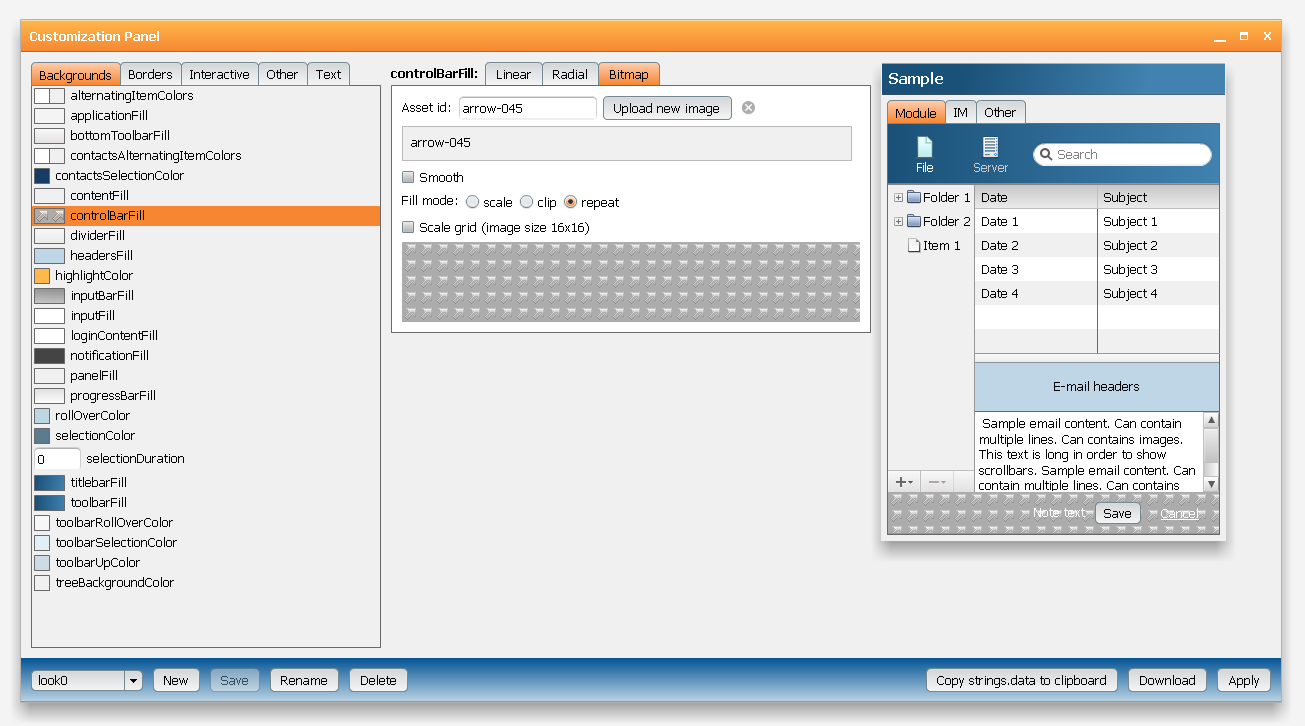 Customization Panel
Backgrounds Borders Interactive Other Text
alternatingItemColors
applicationFill
bottomToolbarFill
contactsAlternatingItemColors
contactsSelectionColor
contentFill
controlBarFill
dividerFill
headersFill
highlightColor
inputBarFill
inputFill
loginContentFill
notificationFill
panelFill
progressBarFill
rollOverColor
selectionColor
0 selectionDuration
titlebarFill
toolbarFill
toolbarRollOverColor
toolbarSelectionColor
toolbarUpColor
treeBackgroundColor
controlBarFill: Linear Radial Bitmap
Asset id: arrow-045 Upload new image
arrow-045
Smooth
Fill mode: scale clip repeat
Scale grid (image size 16x16)
Sample
Module IM Other
File Server Search
Folder 1
Folder 2
Item 1
Date Subject
Date 1 Subject 1
Date 2 Subject 2
Date 3 Subject 3
Date 4 Subject 4
E-mail headers
Sample email content. Can contain
multiple lines. Can contains images.
This text is long in order to show
scrollbars. Sample email content. Can
contain multiple lines. Can contains
Note text Save Cancel
look0 New Save Rename Delete Copy strings.data to clipboard Download Apply